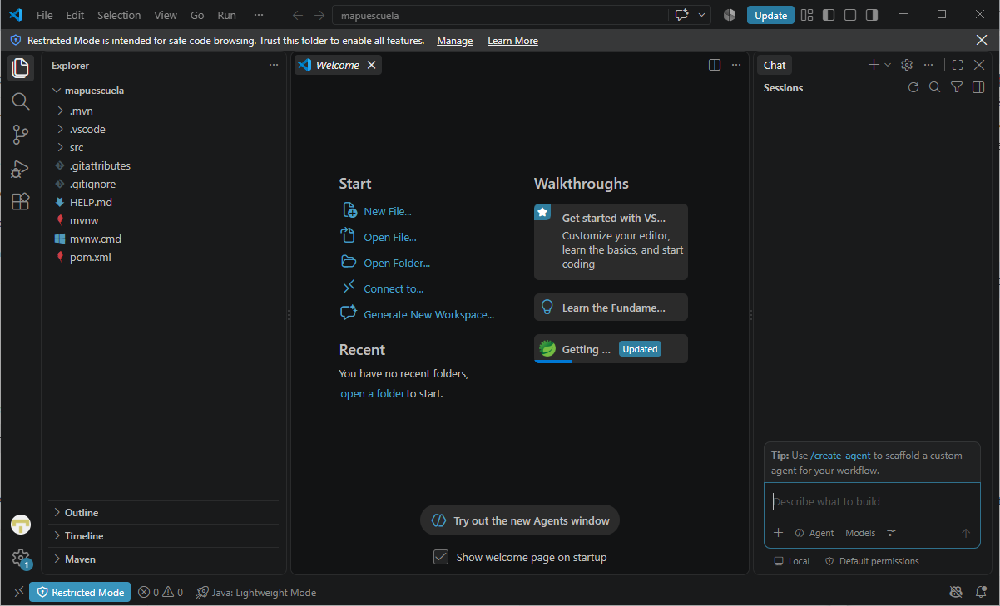 File Edit Selection View Go Run ···
mapuescuela
Update
Restricted Mode is intended for safe code browsing. Trust this folder to enable all features. Manage Learn More
Explorer
mapuescuela
.mvn
.vscode
src
.gitattributes
.gitignore
HELP.md
mvnw
mvnw.cmd
pom.xml
Outline
Timeline
Maven
1
Welcome
Start
New File...
Open File...
Open Folder...
Connect to...
Generate New Workspace...
Recent
You have no recent folders,
open a folder to start.
Walkthroughs
Get started with VS...
Customize your editor,
learn the basics, and start
coding
Learn the Fundame...
Getting ... Updated
Try out the new Agents window
Show welcome page on startup
Chat
Sessions
Tip: Use /create-agent to scaffold a custom
agent for your workflow.
Describe what to build
Agent Models
Local Default permissions
Restricted Mode 0 0 Java: Lightweight Mode